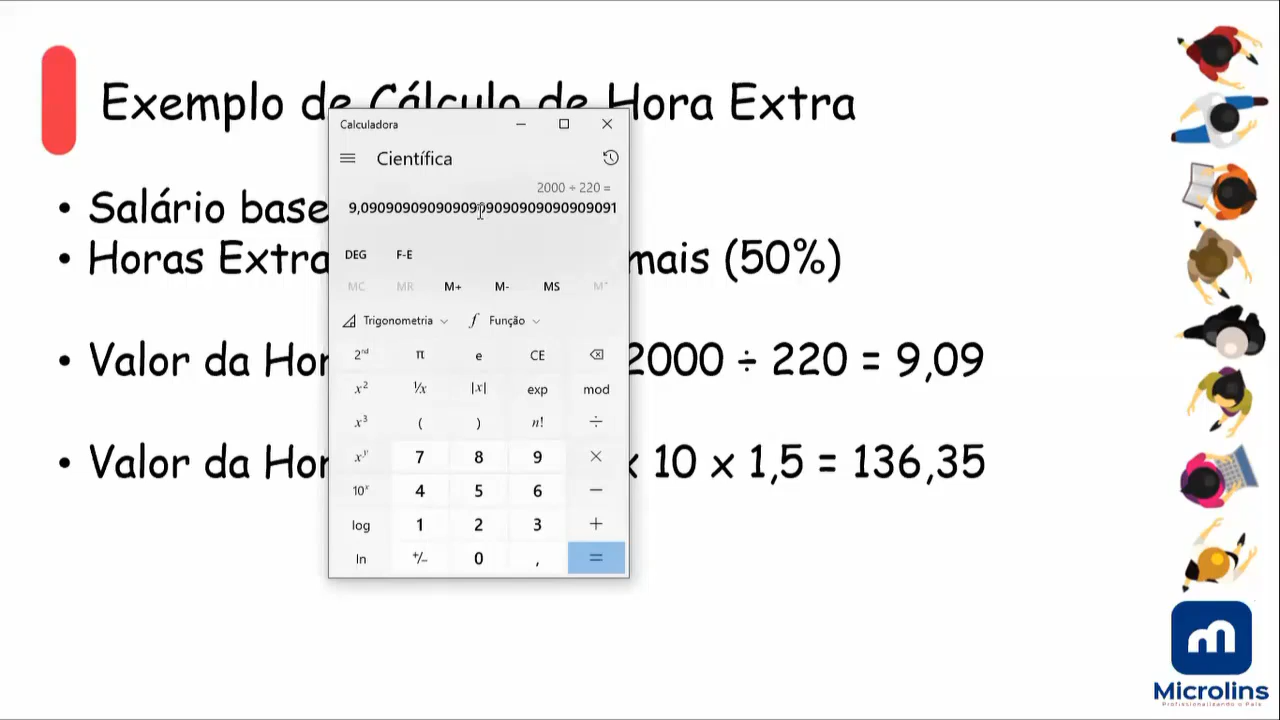 Exemplo de Cálculo de Hora Extra
Calculadora
Científica
2000 ÷ 220 =
9,0909090909090909090909090909091
• Salário base
• Horas Extra
mais (50%)
DEG F-E
MC MR M+ M- MS M˅
Trigonometria Função
2ⁿᵈ π e CE
• Valor da Hor
2000 ÷ 220 = 9,09
x² ¹/x |x| exp mod
x³ ( ) n! ÷
xʸ 7 8 9 ×
• Valor da Hor
x 10 x 1,5 = 136,35
10ˣ 4 5 6 −
log 1 2 3 +
ln +/− 0 , =
Microlins
Profissionalizando o País